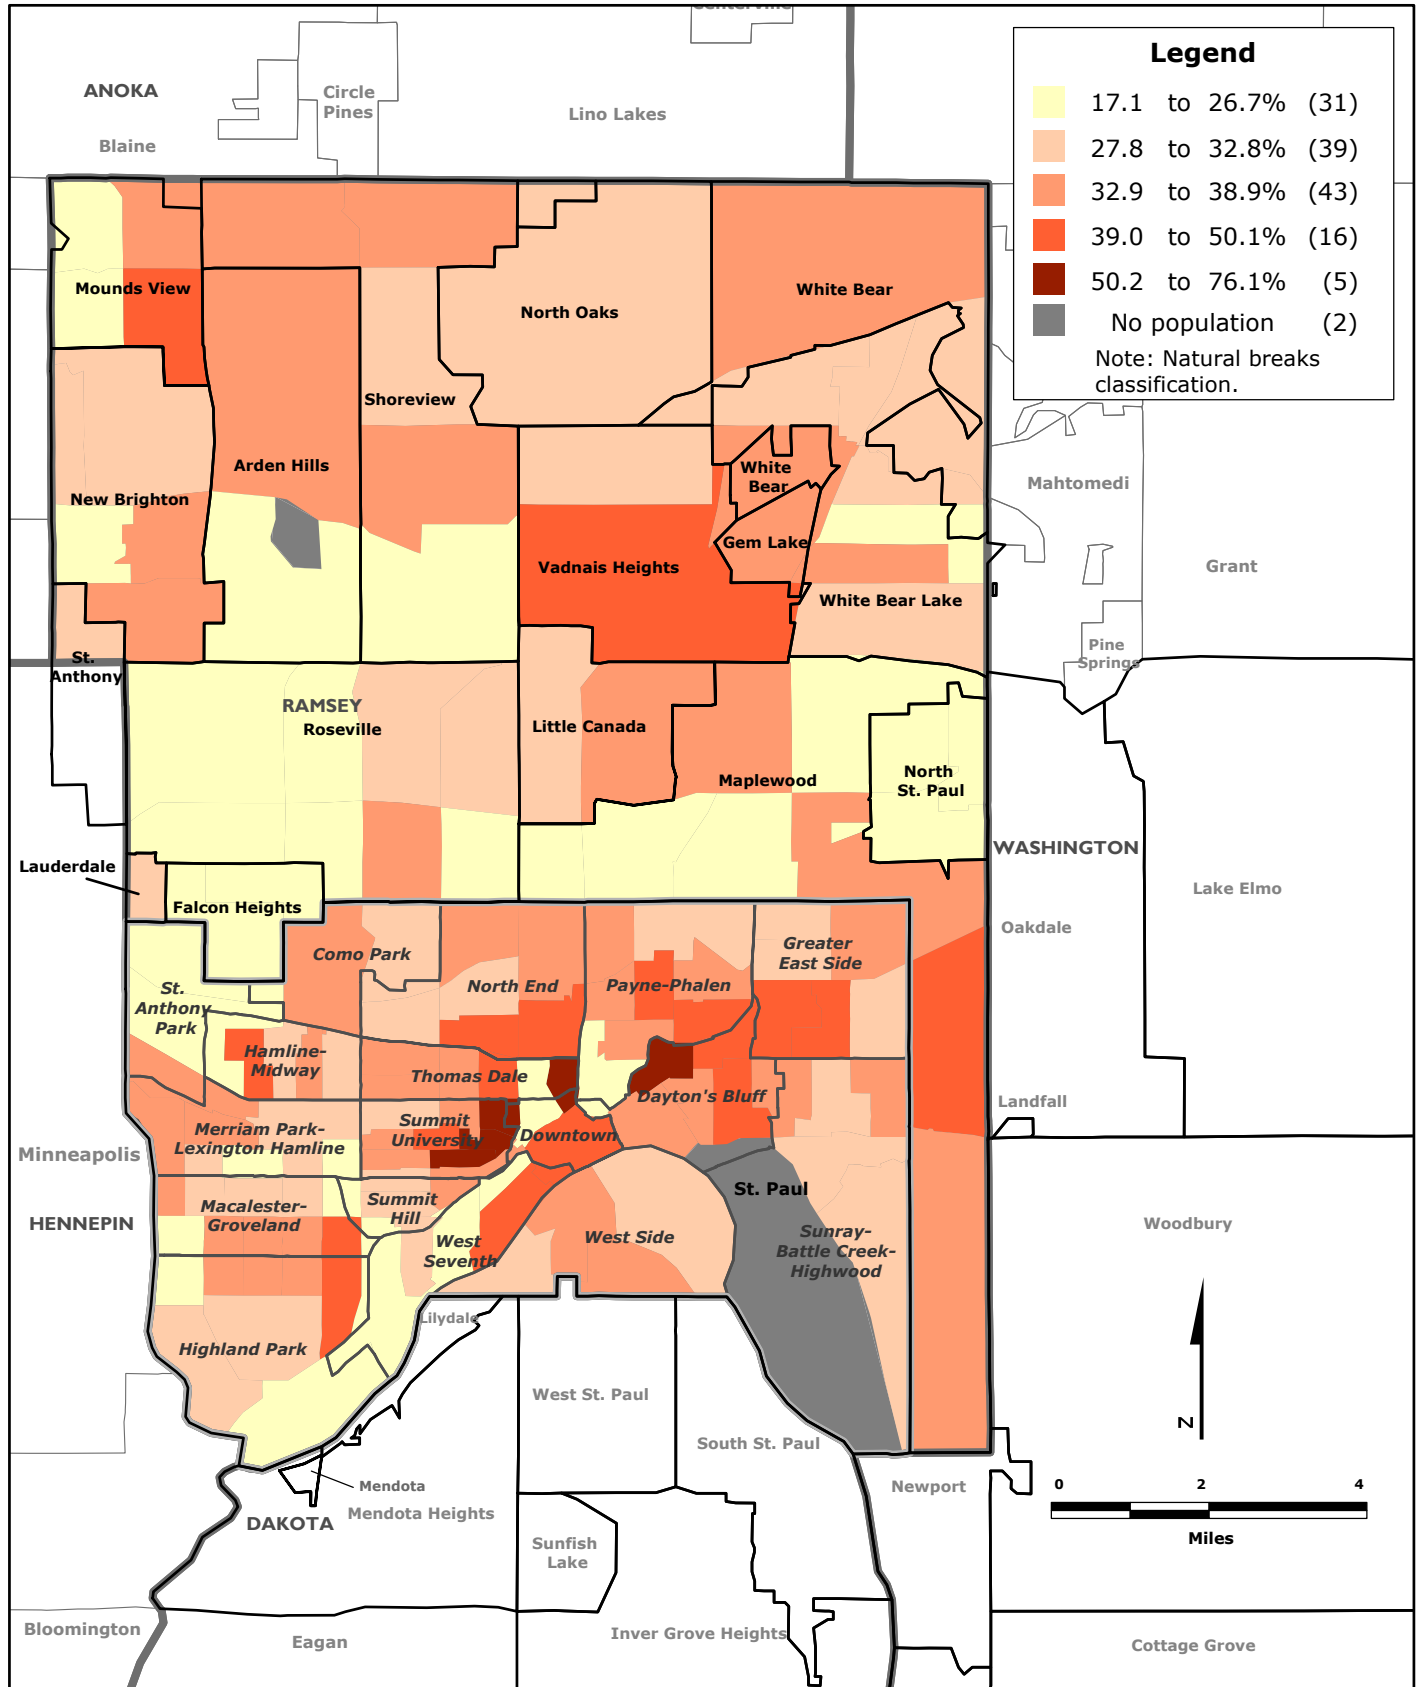 Centerville
Legend
17.1 to 26.7% (31)
27.8 to 32.8% (39)
32.9 to 38.9% (43)
39.0 to 50.1% (16)
50.2 to 76.1% (5)
No population (2)
Note: Natural breaks
classification.
ANOKA
Circle
Pines
Lino Lakes
Blaine
Mounds View
North Oaks
White Bear
Shoreview
Arden Hills
White
Bear
New Brighton
Mahtomedi
Gem Lake
Vadnais Heights
Grant
White Bear Lake
St.
Anthony
Pine
Springs
RAMSEY
Roseville
Little Canada
Maplewood
North
St. Paul
WASHINGTON
Lauderdale
Falcon Heights
Lake Elmo
Oakdale
Como Park
Greater
East Side
North End
Payne-Phalen
St.
Anthony
Park
Hamline-
Midway
Thomas Dale
Dayton's Bluff
Landfall
Merriam Park-
Lexington Hamline
Summit
University
Downtown
Minneapolis
St. Paul
Macalester-
Groveland
Summit
Hill
HENNEPIN
West
Seventh
West Side
Sunray-
Battle Creek-
Highwood
Woodbury
Lilydale
Highland Park
West St. Paul
South St. Paul
N
Mendota
Mendota Heights
DAKOTA
Newport
0 2 4
Miles
Sunfish
Lake
Bloomington
Eagan
Inver Grove Heights
Cottage Grove